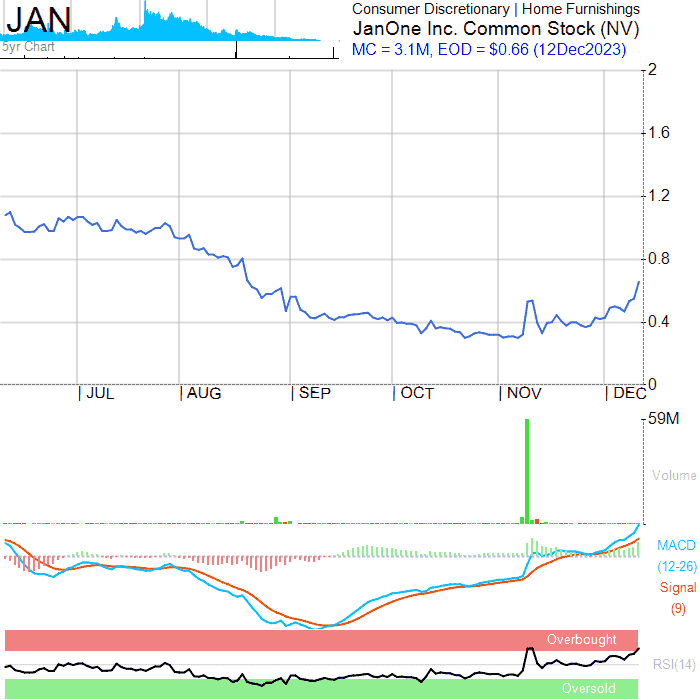 JAN
5yr Chart
Consumer Discretionary | Home Furnishings
JanOne Inc. Common Stock (NV)
MC = 3.1M, EOD = $0.66 (12Dec2023)
2
1.6
1.2
0.8
0.4
0
JUL AUG SEP OCT NOV DEC
59M
Volume
MACD
(12-26)
Signal
(9)
Overbought
RSI(14)
Oversold